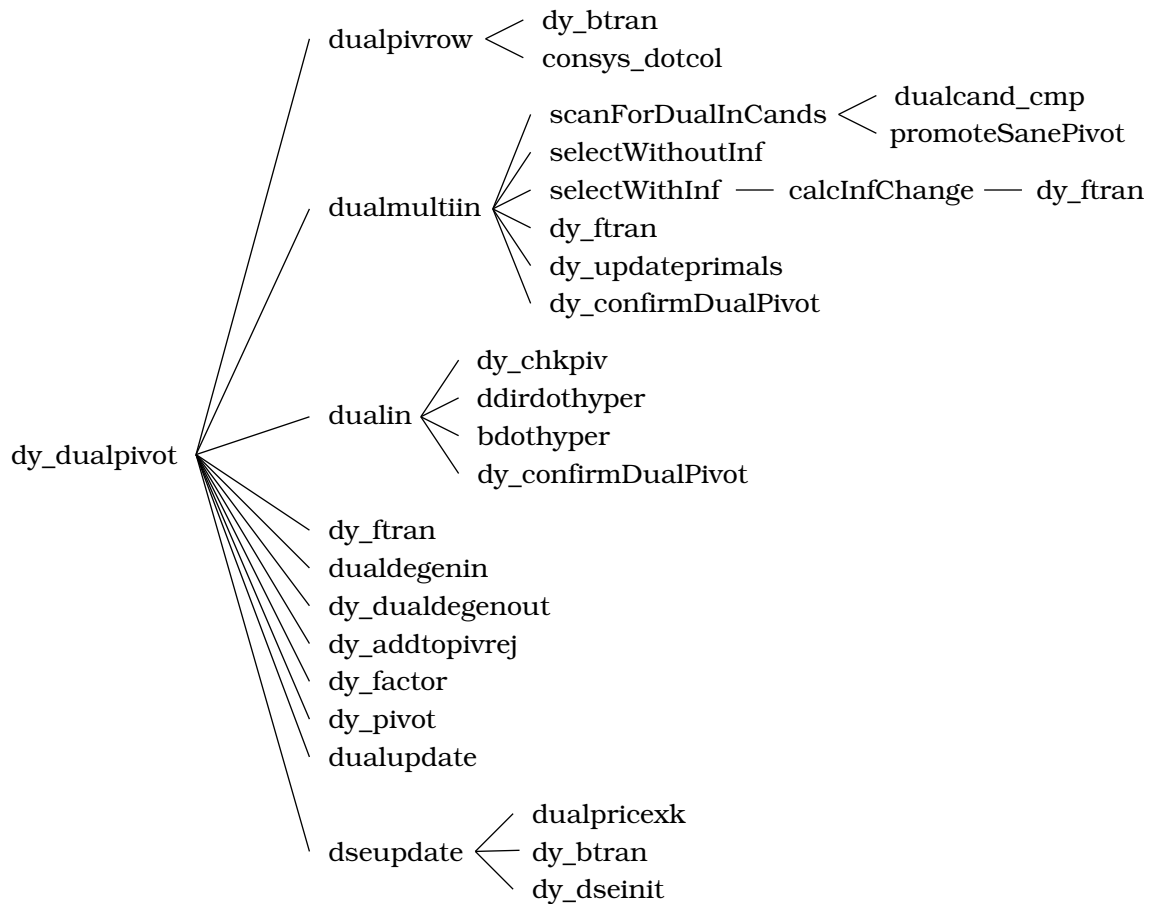 dy_btran
dualpivrow
consys_dotcol
dualcand_cmp
scanForDualInCands
promoteSanePivot
selectWithoutInf
selectWithInf calcInfChange dy_ftran
dualmultiin
dy_ftran
dy_updateprimals
dy_confirmDualPivot
dy_chkpiv
ddirdothyper
dualin
bdothyper
dy_dualpivot
dy_confirmDualPivot
dy_ftran
dualdegenin
dy_dualdegenout
dy_addtopivrej
dy_factor
dy_pivot
dualupdate
dualpricexk
dseupdate dy_btran
dy_dseinit